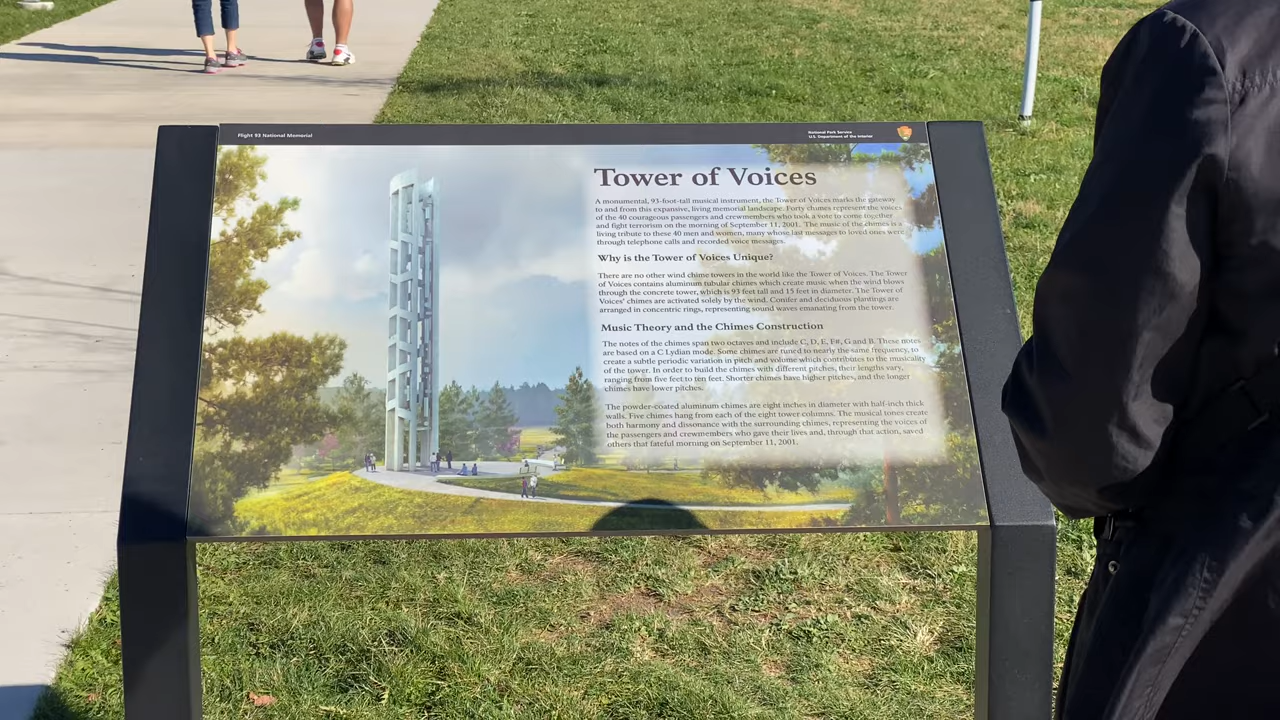 Flight 93 National Memorial
National Park Service
U.S. Department of the Interior
Tower of Voices
A monumental, 93-foot-tall musical instrument, the Tower of Voices marks the gateway
to and from this expansive, living memorial landscape. Forty chimes represent the voices
of the 40 courageous passengers and crewmembers who took a vote to come together
and fight terrorism on the morning of September 11, 2001. The music of the chimes is a
living tribute to these 40 men and women, many whose last messages to loved ones were
through telephone calls and recorded voice messages.
Why is the Tower of Voices Unique?
There are no other wind chime towers in the world like the Tower of Voices. The Tower
of Voices contains aluminum tubular chimes which create music when the wind blows
through the concrete tower, which is 93 feet tall and 15 feet in diameter. The Tower of
Voices' chimes are activated solely by the wind. Conifer and deciduous plantings are
arranged in concentric rings, representing sound waves emanating from the tower.
Music Theory and the Chimes Construction
The notes of the chimes span two octaves and include C, D, E, F#, G and B. These notes
are based on a C Lydian mode. Some chimes are tuned to nearly the same frequency, to
create a subtle periodic variation in pitch and volume which contributes to the musicality
of the tower. In order to build the chimes with different pitches, their lengths vary,
ranging from five feet to ten feet. Shorter chimes have higher pitches, and the longer
chimes have lower pitches.
The powder-coated aluminum chimes are eight inches in diameter with half-inch thick
walls. Five chimes hang from each of the eight tower columns. The musical tones create
both harmony and dissonance with the surrounding chimes, representing the voices of
the passengers and crewmembers who gave their lives and, through that action, saved
others that fateful morning on September 11, 2001.